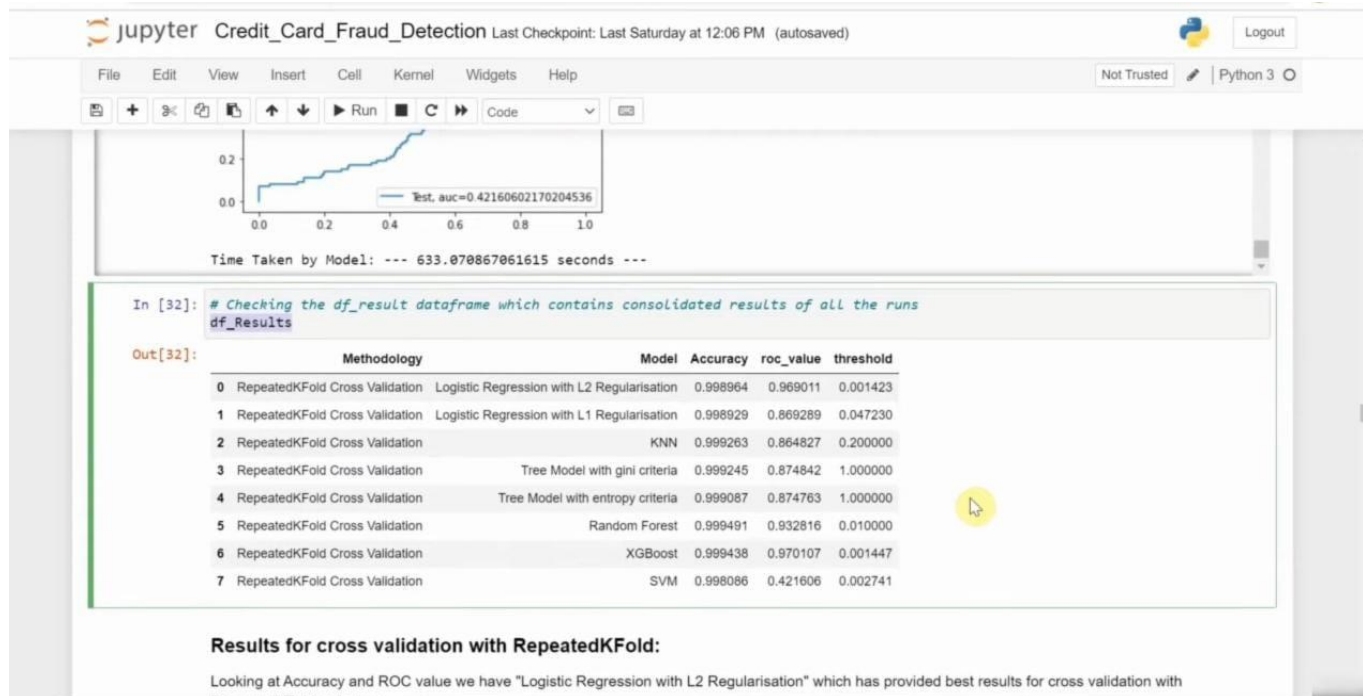 jupyter Credit_Card_Fraud_Detection Last Checkpoint: Last Saturday at 12:06 PM (autosaved)
Logout
File Edit View Insert Cell Kernel Widgets Help
Not Trusted Python 3
Run Code
0.2
0.0
Test, auc=0.42160602170204536
0.0 0.2 0.4 0.6 0.8 1.0
Time Taken by Model: --- 633.070867061615 seconds ---
In [32]: # Checking the df_result dataframe which contains consolidated results of all the runs
df_Results
Out[32]:
Methodology Model Accuracy roc_value threshold
0 RepeatedKFold Cross Validation Logistic Regression with L2 Regularisation 0.998964 0.969011 0.001423
1 RepeatedKFold Cross Validation Logistic Regression with L1 Regularisation 0.998929 0.869289 0.047230
2 RepeatedKFold Cross Validation KNN 0.999263 0.864827 0.200000
3 RepeatedKFold Cross Validation Tree Model with gini criteria 0.999245 0.874842 1.000000
4 RepeatedKFold Cross Validation Tree Model with entropy criteria 0.999087 0.874763 1.000000
5 RepeatedKFold Cross Validation Random Forest 0.999491 0.932816 0.010000
6 RepeatedKFold Cross Validation XGBoost 0.999438 0.970107 0.001447
7 RepeatedKFold Cross Validation SVM 0.998086 0.421606 0.002741
Results for cross validation with RepeatedKFold:
Looking at Accuracy and ROC value we have "Logistic Regression with L2 Regularisation" which has provided best results for cross validation with